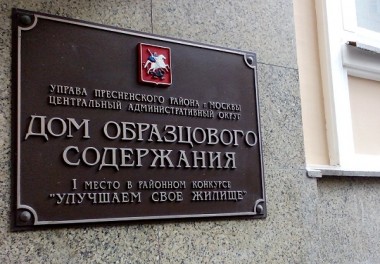 УПРАВА ПРЕСНЕНСКОГО РАЙОНА г. МОСКВЫ
ЦЕНТРАЛЬНЫЙ АДМИНИСТРАТИВНЫЙ ОКРУГ
ДОМ ОБРАЗЦОВОГО
СОДЕРЖАНИЯ
I МЕСТО В РАЙОННОМ КОНКУРСЕ
"УЛУЧШАЕМ СВОЕ ЖИЛИЩЕ"